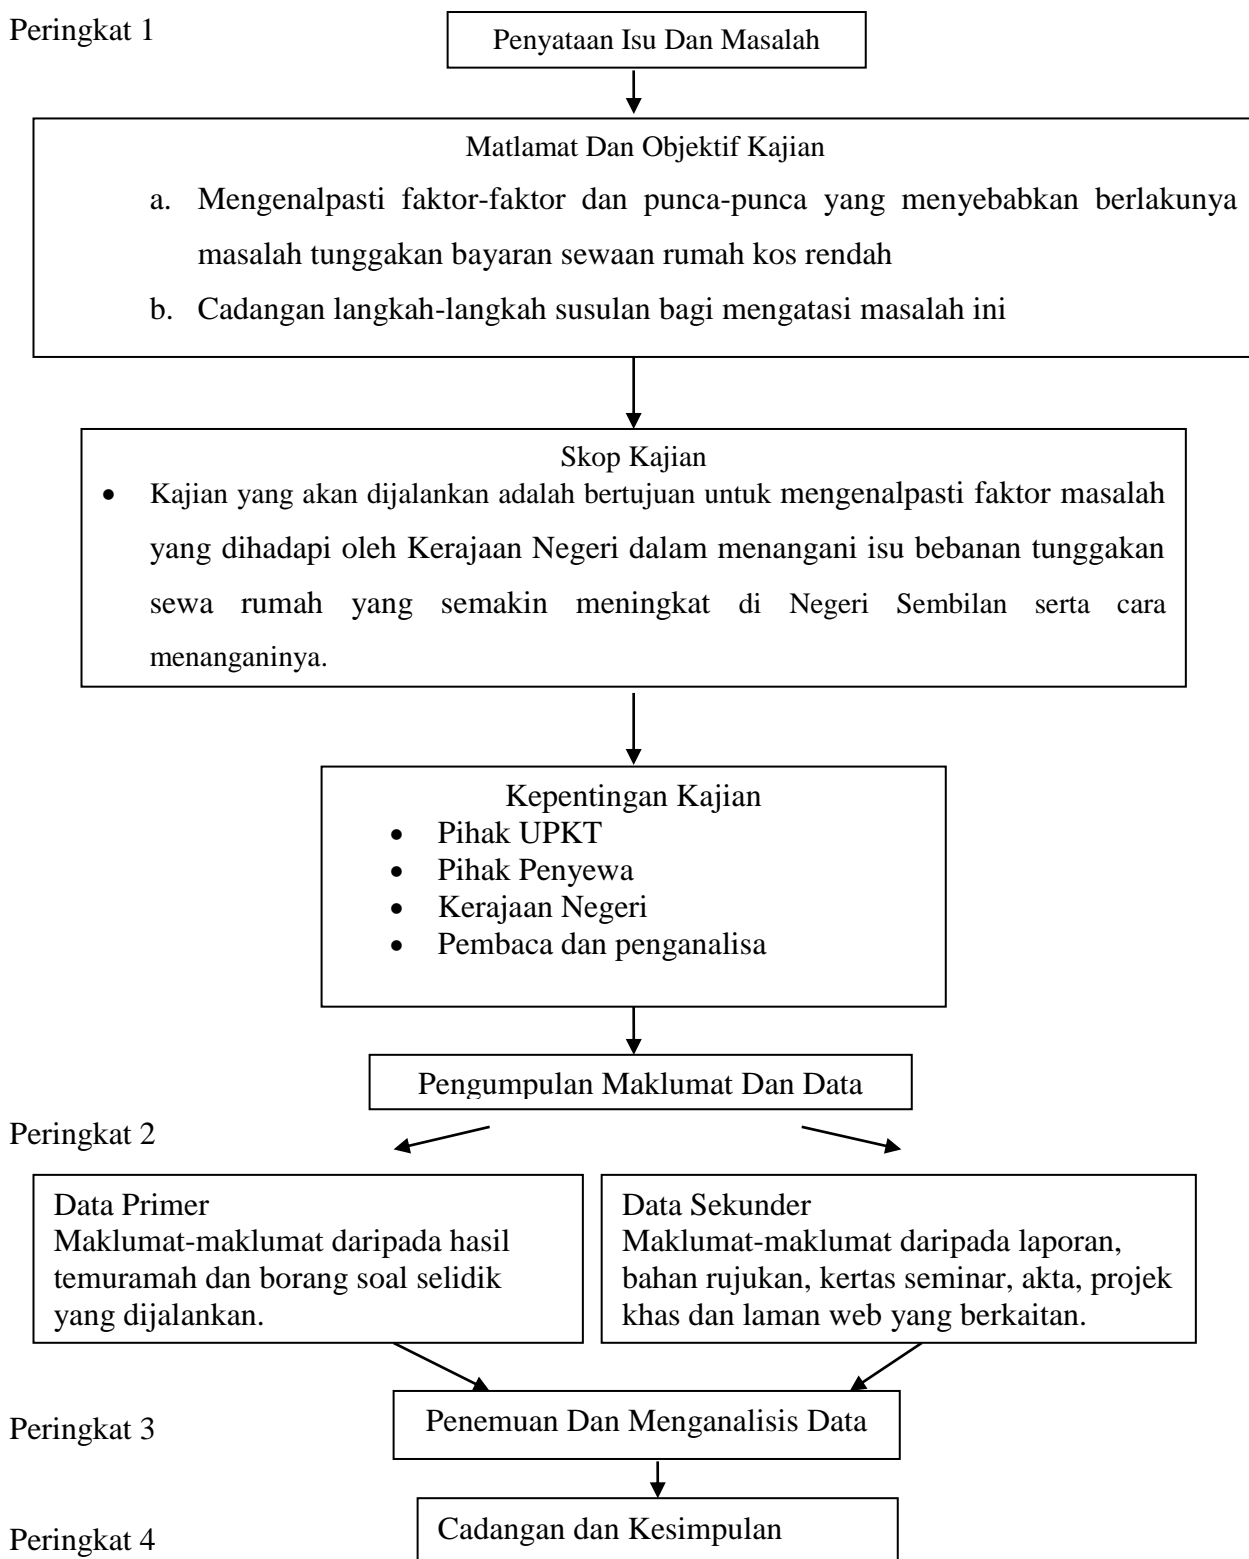 Peringkat 1
Penyataan Isu Dan Masalah
Matlamat Dan Objektif Kajian
a. Mengenalpasti faktor-faktor dan punca-punca yang menyebabkan berlakunya
masalah tunggakan bayaran sewaan rumah kos rendah
b. Cadangan langkah-langkah susulan bagi mengatasi masalah ini
Skop Kajian
• Kajian yang akan dijalankan adalah bertujuan untuk mengenalpasti faktor masalah
yang dihadapi oleh Kerajaan Negeri dalam menangani isu bebanan tunggakan
sewa rumah yang semakin meningkat di Negeri Sembilan serta cara
menanganinya.
Kepentingan Kajian
• Pihak UPKT
• Pihak Penyewa
• Kerajaan Negeri
• Pembaca dan penganalisa
Pengumpulan Maklumat Dan Data
Peringkat 2
Data Primer
Maklumat-maklumat daripada hasil
temuramah dan borang soal selidik
yang dijalankan.
Data Sekunder
Maklumat-maklumat daripada laporan,
bahan rujukan, kertas seminar, akta, projek
khas dan laman web yang berkaitan.
Peringkat 3
Penemuan Dan Menganalisis Data
Peringkat 4
Cadangan dan Kesimpulan